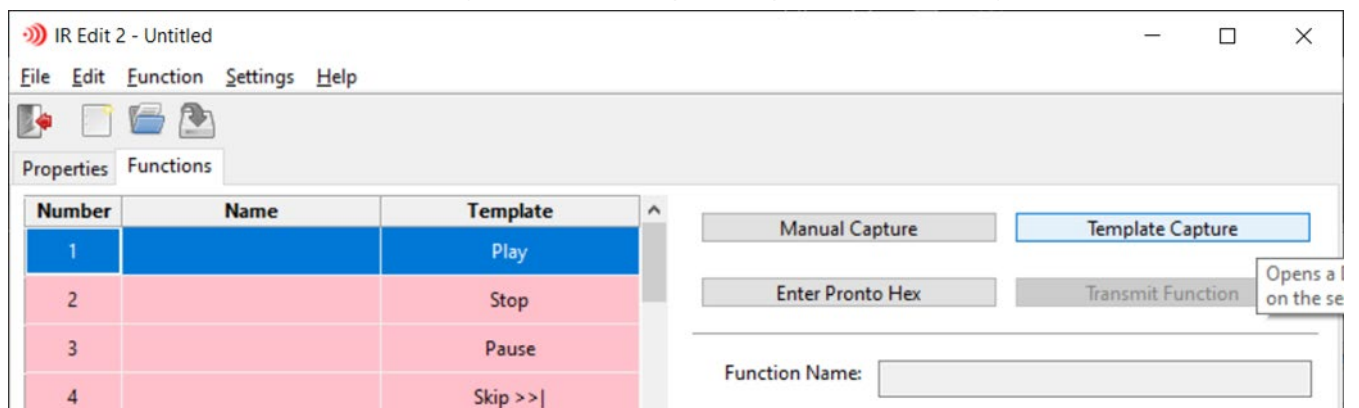 IR Edit 2 - Untitled
File Edit Function Settings Help
Properties Functions
Number Name Template
1 Play
2 Stop
3 Pause
4 Skip >>|
Manual Capture Template Capture
Enter Pronto Hex Transmit Function
Opens a
on the se
Function Name: